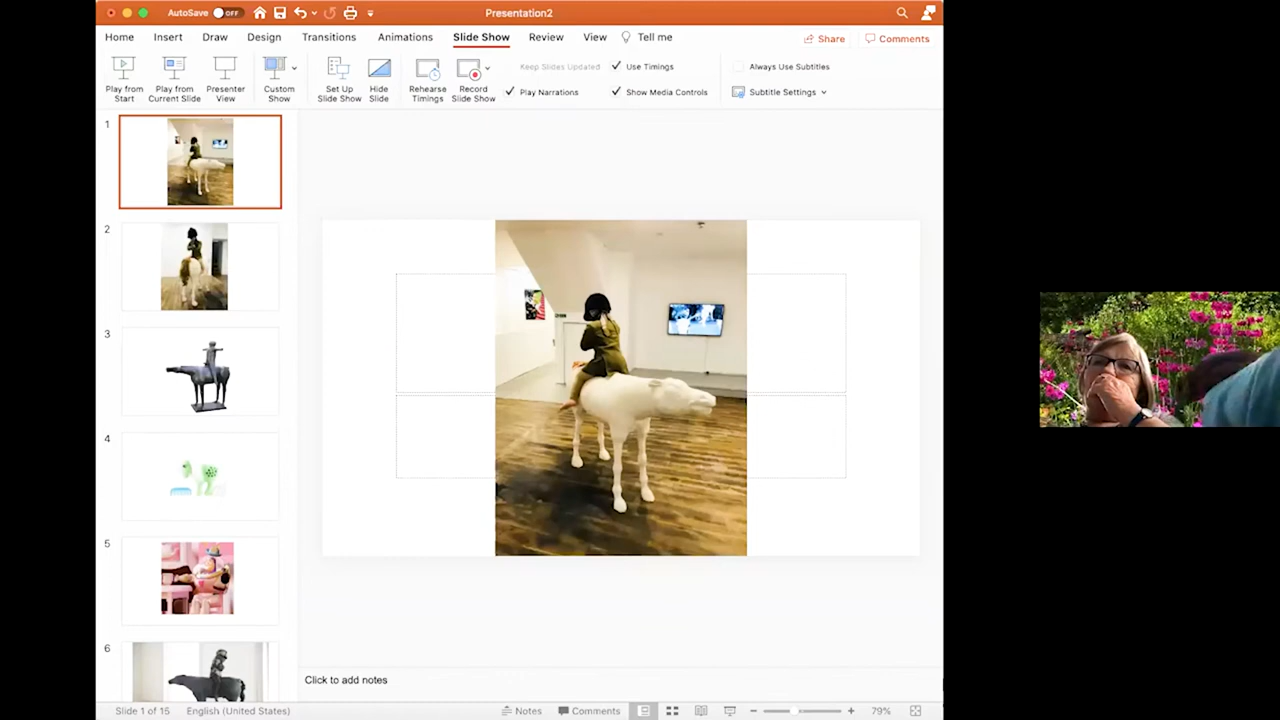 AutoSave OFF
Presentation2
Home Insert Draw Design Transitions Animations Slide Show Review View Tell me
Share Comments
Play from Start
Play from Current Slide
Presenter View
Custom Show
Set Up Slide Show
Hide Slide
Rehearse Timings
Record Slide Show
Keep Slides Updated
Use Timings
Play Narrations
Show Media Controls
Always Use Subtitles
Subtitle Settings
1
2
3
4
5
6
Click to add notes
Slide 1 of 15 English (United States) Notes Comments 79%